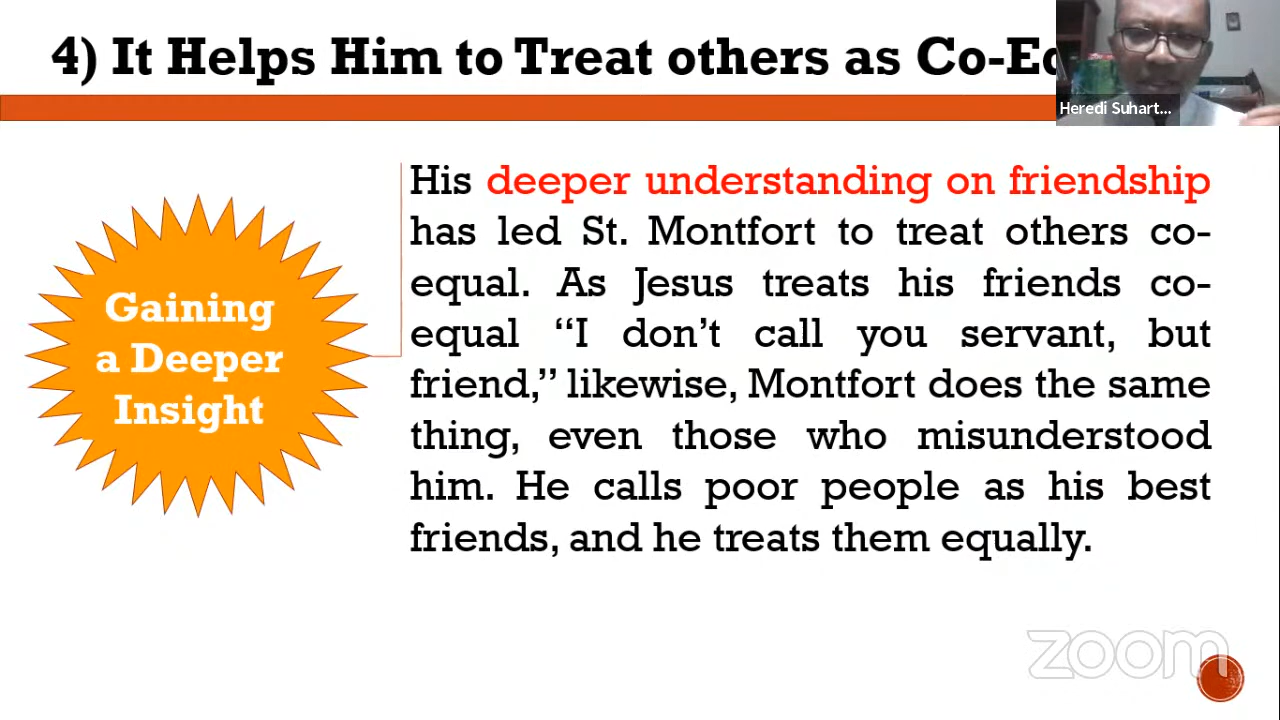 4) It Helps Him to Treat others as
Heredi Suhart...
Gaining
a Deeper
Insight
His deeper understanding on friendship
has led St. Montfort to treat others co-
equal. As Jesus treats his friends co-
equal “I don’t call you servant, but
friend,” likewise, Montfort does the same
thing, even those who misunderstood
him. He calls poor people as his best
friends, and he treats them equally.
zoom